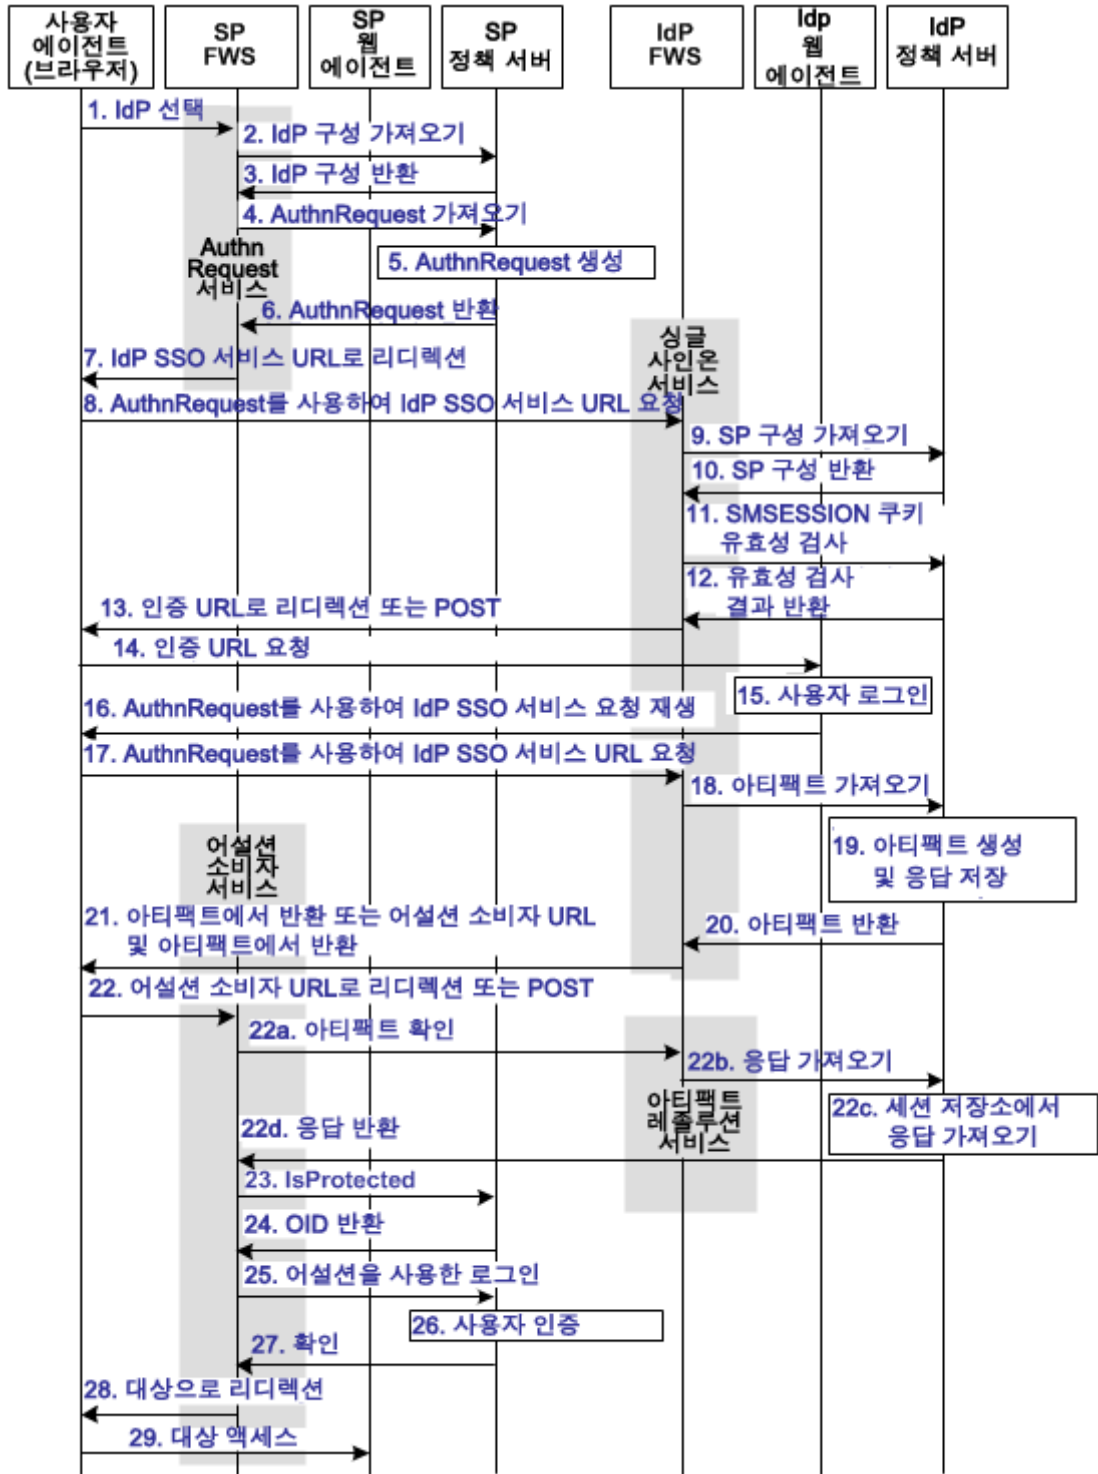 사용자
에이전트
(브라우저)
SP
FWS
SP
웹
에이전트
SP
정책 서버
IdP
FWS
Idp
웹
에이전트
IdP
정책 서버
1. IdP 선택
2. IdP 구성 가져오기
3. IdP 구성 반환
4. AuthnRequest 가져오기
Authn
Request
서비스
5. AuthnRequest 생성
6. AuthnRequest 반환
싱글
사인온
서비스
7. IdP SSO 서비스 URL로 리디렉션
8. AuthnRequest를 사용하여 IdP SSO 서비스 URL 요청
9. SP 구성 가져오기
10. SP 구성 반환
11. SMSESSION 쿠키
유효성 검사
12. 유효성 검사
결과 반환
13. 인증 URL로 리디렉션 또는 POST
14. 인증 URL 요청
15. 사용자 로그인
16. AuthnRequest를 사용하여 IdP SSO 서비스 요청 재생
17. AuthnRequest를 사용하여 IdP SSO 서비스 URL 요청
18. 아티팩트 가져오기
어설션
소비자
서비스
19. 아티팩트 생성
및 응답 저장
20. 아티팩트 반환
21. 아티팩트에서 반환 또는 어설션 소비자 URL
및 아티팩트에서 반환
22. 어설션 소비자 URL로 리디렉션 또는 POST
22a. 아티팩트 확인
22b. 응답 가져오기
아티팩트
레졸루션
서비스
22c. 세션 저장소에서
응답 가져오기
22d. 응답 반환
23. IsProtected
24. OID 반환
25. 어설션을 사용한 로그인
26. 사용자 인증
27. 확인
28. 대상으로 리디렉션
29. 대상 액세스